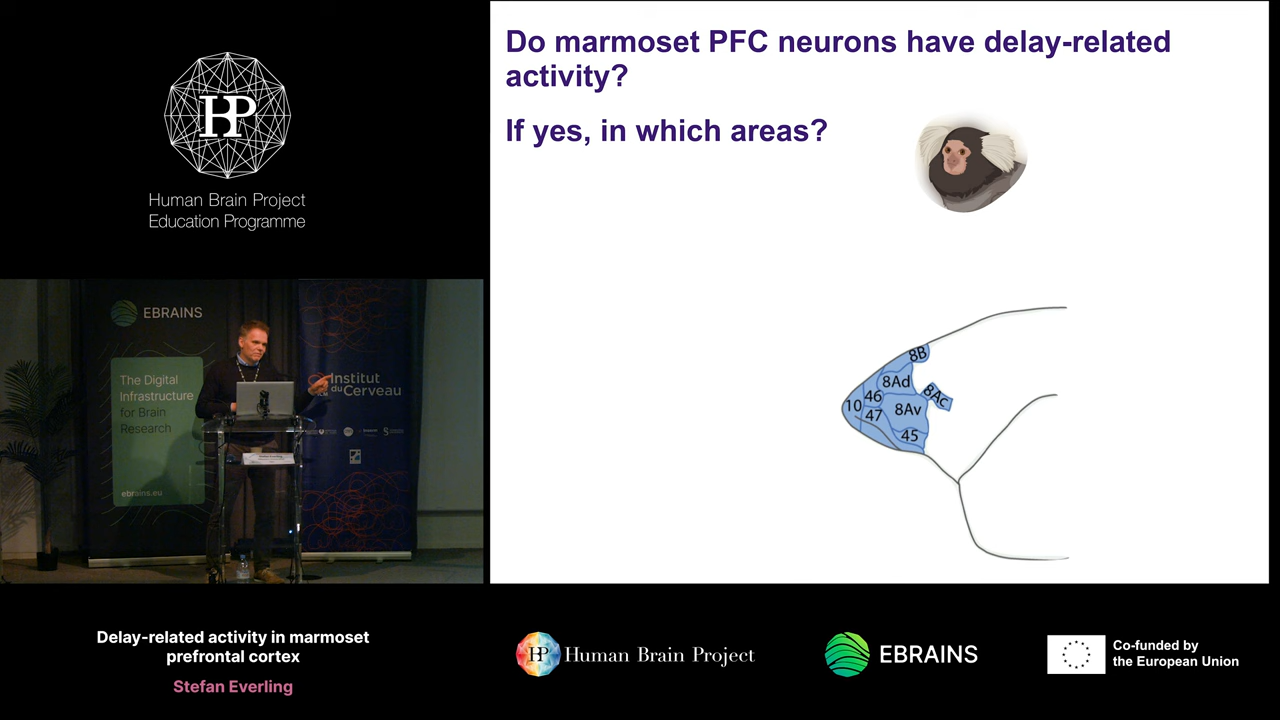 HP
Human Brain Project
Education Programme
EBRAINS
The Digital
Infrastructure
for Brain
Research
ebrains.eu
Institut
du Cerveau
Do marmoset PFC neurons have delay-related
activity?
If yes, in which areas?
8B
8Ad
8Ac
46
10
47
8Av
45
Delay-related activity in marmoset
prefrontal cortex
Stefan Everling
HP
Human Brain Project
EBRAINS
Co-funded by
the European Union